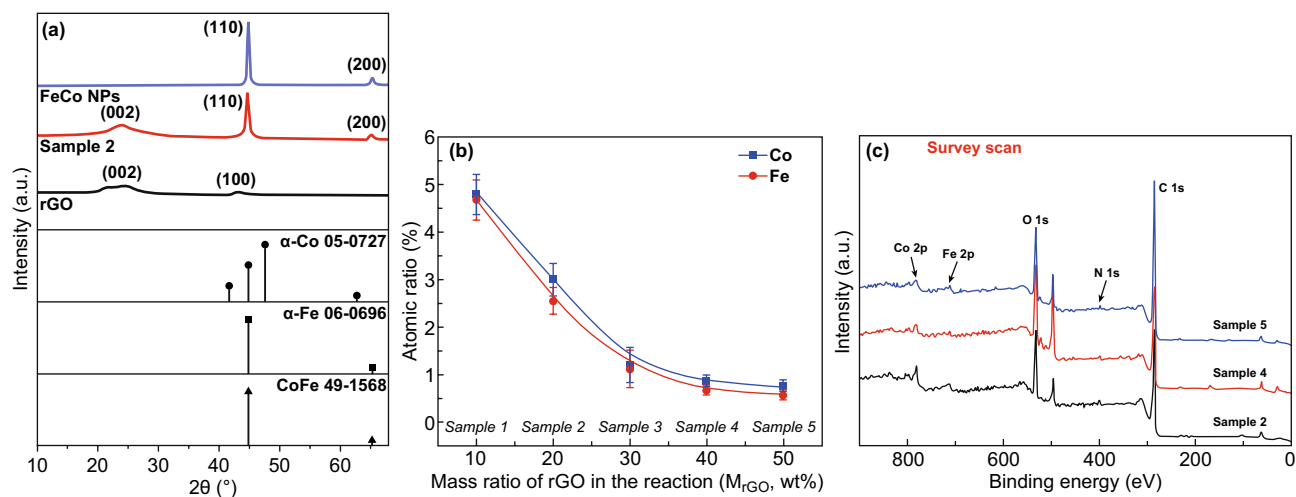 (a)
(110)
(200)
FeCo NPs
(002)
(110)
(200)
Sample 2
(002)
(100)
rGO
α-Co 05-0727
α-Fe 06-0696
CoFe 49-1568
Intensity (a.u.)
10 20 30 40 50 60
2θ (°)
(b)
Co
Fe
6
5
4
3
2
1
0
Atomic ratio (%)
Sample 1 Sample 2 Sample 3 Sample 4 Sample 5
10 20 30 40 50
Mass ratio of rGO in the reaction (MrGO, wt%)
(c)
Survey scan
C 1s
O 1s
Co 2p
Fe 2p
N 1s
Sample 5
Sample 4
Sample 2
Intensity (a.u.)
800 600 400 200 0
Binding energy (eV)